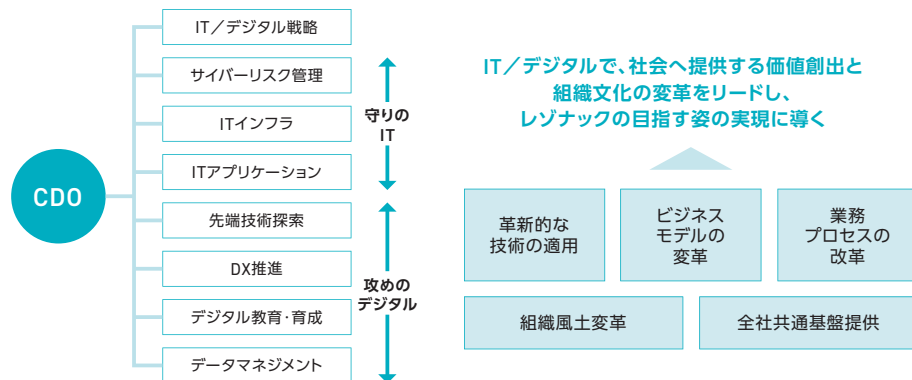 CDO
IT／デジタル戦略
サイバーリスク管理
ITインフラ
ITアプリケーション
先端技術探索
DX推進
デジタル教育・育成
データマネジメント
守りの
IT
攻めの
デジタル
IT／デジタルで、社会へ提供する価値創出と
組織文化の変革をリードし、
レゾナックの目指す姿の実現に導く
革新的な
技術の適用
ビジネス
モデルの
変革
業務
プロセスの
改革
組織風土変革
全社共通基盤提供